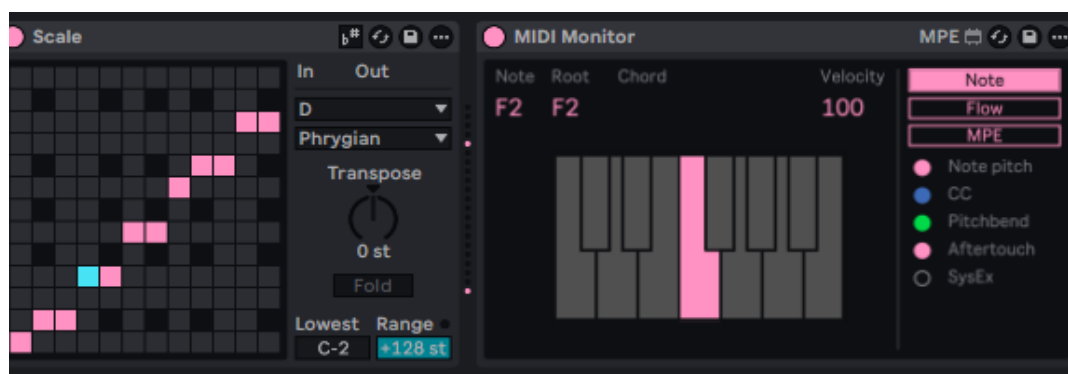 Scale
b#
In Out
D
Phrygian
Transpose
0 st
Fold
Lowest Range
C-2 +128 st
MIDI Monitor
MPE
Note Root Chord Velocity
F2 F2 100
Note
Flow
MPE
Note pitch
CC
Pitchbend
Aftertouch
SysEx